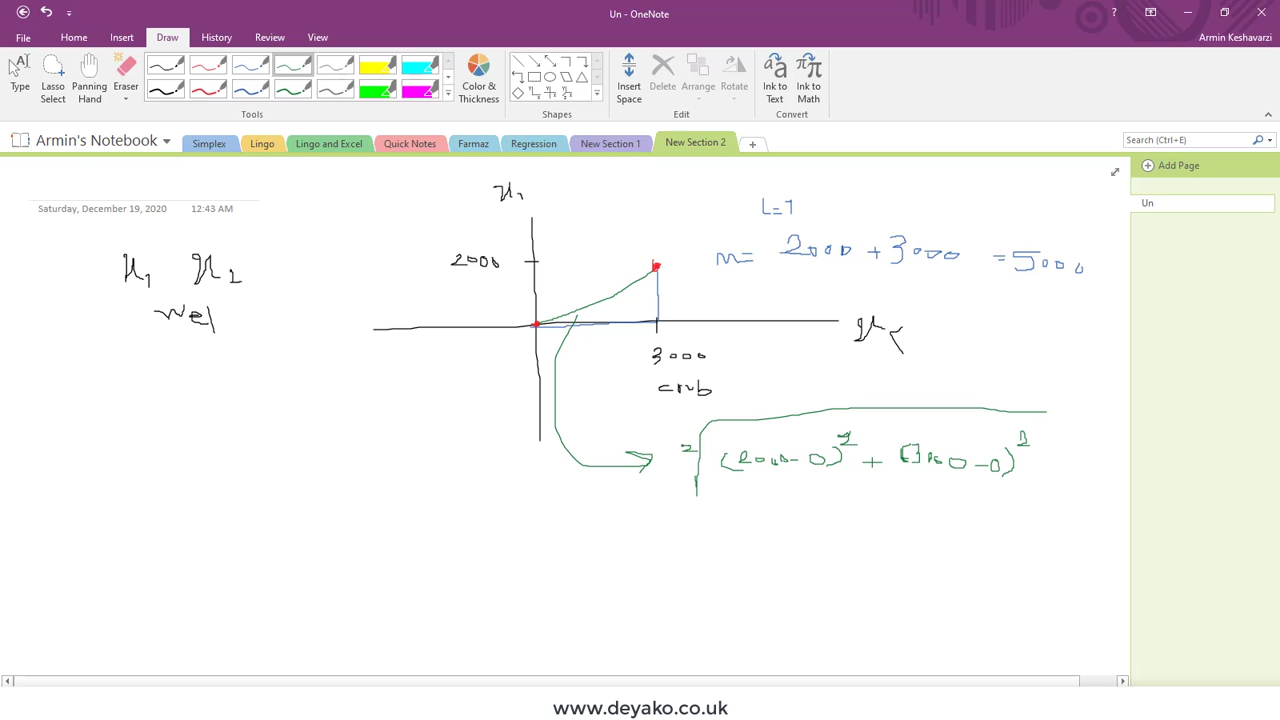 Un - OneNote
File Home Insert Draw History Review View Armin Keshavarzi
Type Lasso Select Panning Hand Eraser Color & Thickness Insert Space Delete Arrange Rotate Ink to Text Ink to Math
Tools Shapes Edit Convert
Armin's Notebook Simplex Lingo Lingo and Excel Quick Notes Farmaz Regression New Section 1 New Section 2 Search (Ctrl+E)
Add Page
Un
Saturday, December 19, 2020 12:43 AM
L=1
2000
m= 2000 + 3000 = 5000
x1 x2
3000
2 √ (2000-0)^2 + (3000-0)^2
www.deyako.co.uk